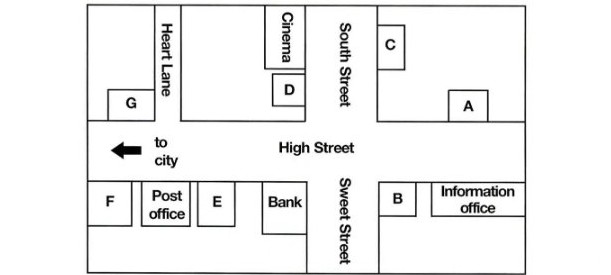 Heart Lane
Cinema
South Street
C
D
G
A
to
city
High Street
F
Post
office
E
Bank
Sweet Street
B
Information
office